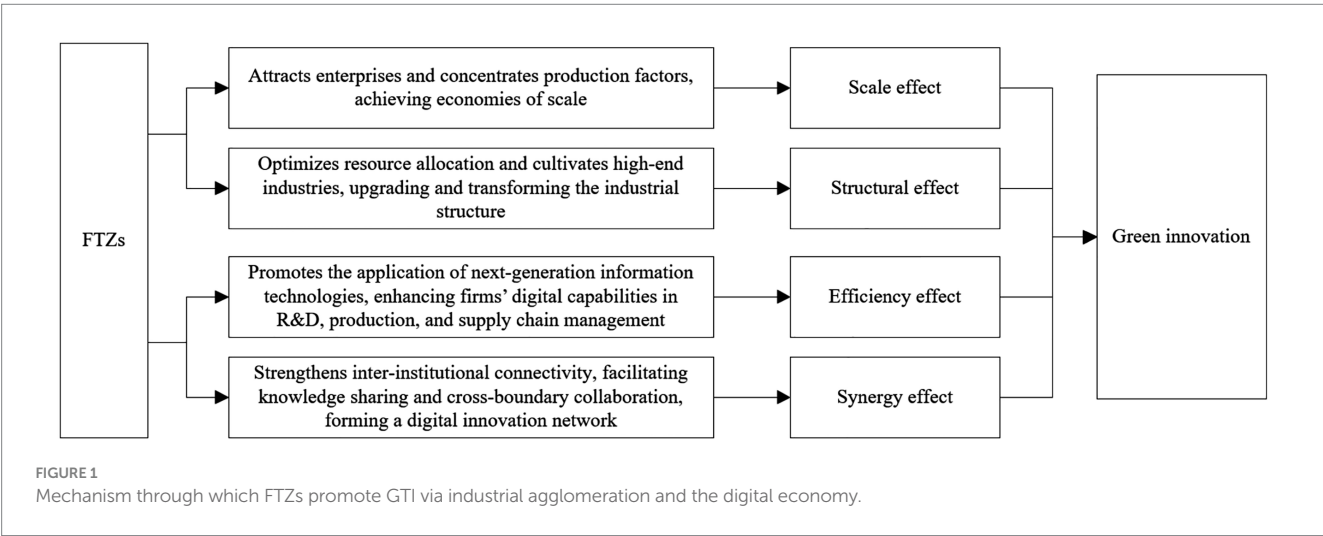 FTZs
Attracts enterprises and concentrates production factors,
achieving economies of scale
Scale effect
Optimizes resource allocation and cultivates high-end
industries, upgrading and transforming the industrial
structure
Structural effect
Promotes the application of next-generation information
technologies, enhancing firms’ digital capabilities in
R&D, production, and supply chain management
Efficiency effect
Strengthens inter-institutional connectivity, facilitating
knowledge sharing and cross-boundary collaboration,
forming a digital innovation network
Synergy effect
Green innovation
FIGURE 1
Mechanism through which FTZs promote GTI via industrial agglomeration and the digital economy.